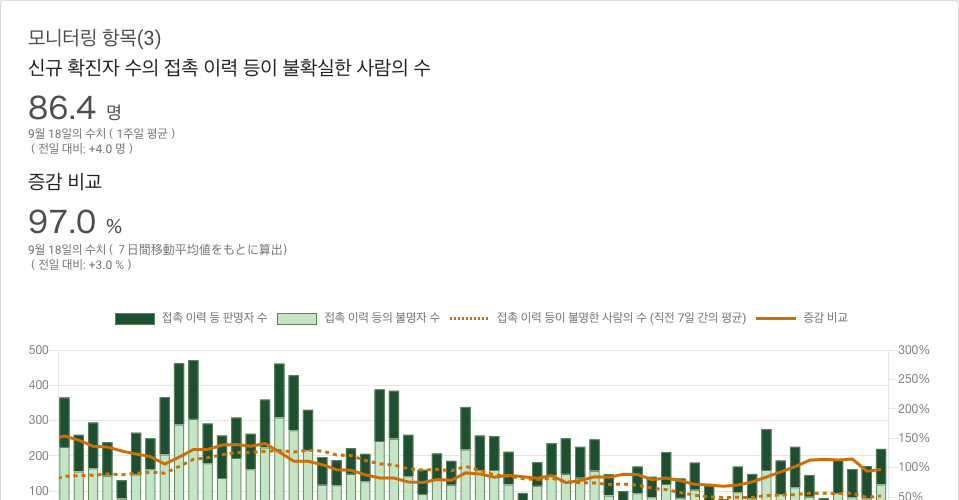 모니터링 항목(3)
신규 확진자 수의 접촉 이력 등이 불확실한 사람의 수
86.4 명
9월 18일의 수치 ( 1주일 평균 )
( 전일 대비: +4.0 명 )
증감 비교
97.0 %
9월 18일의 수치 ( ７日間移動平均値をもとに算出)
( 전일 대비: +3.0 % )
접촉 이력 등 판명자 수 접촉 이력 등의 불명자 수 접촉 이력 등이 불명한 사람의 수 (직전 7일 간의 평균) 증감 비교
500 300%
250%
400
200%
300
150%
200
100%
100
50%